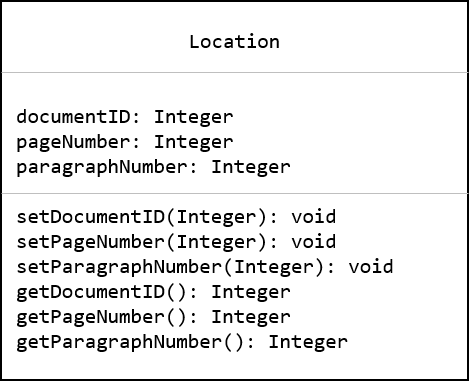 Location
documentID: Integer
pageNumber: Integer
paragraphNumber: Integer
setDocumentID(Integer): void
setPageNumber(Integer): void
setParagraphNumber(Integer): void
getDocumentID(): Integer
getPageNumber(): Integer
getParagraphNumber(): Integer